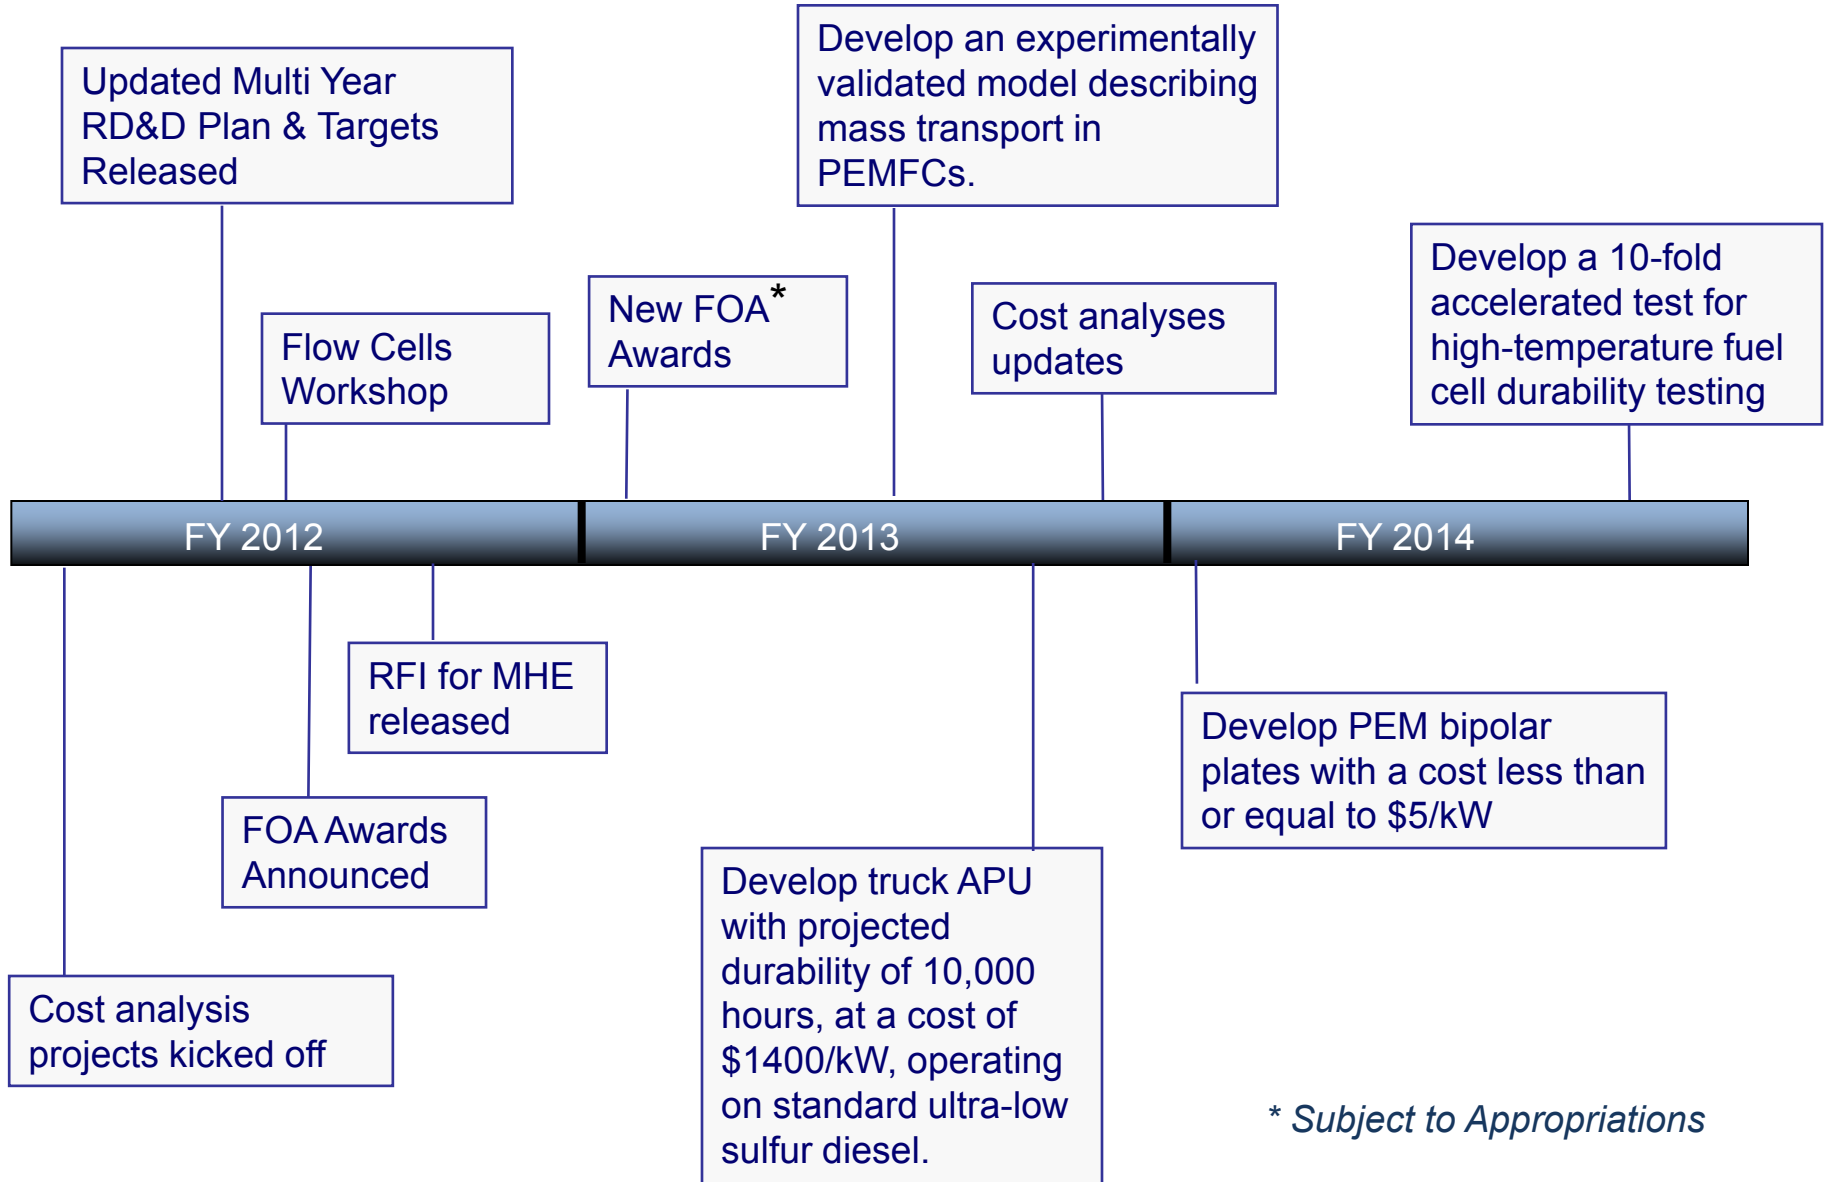 Updated Multi Year
RD&D Plan & Targets
Released
Develop an experimentally
validated model describing
mass transport in
PEMFCs.
Flow Cells
Workshop
New FOA*
Awards
Cost analyses
updates
Develop a 10-fold
accelerated test for
high-temperature fuel
cell durability testing
FY 2012
FY 2013
FY 2014
RFI for MHE
released
FOA Awards
Announced
Cost analysis
projects kicked off
Develop truck APU
with projected
durability of 10,000
hours, at a cost of
$1400/kW, operating
on standard ultra-low
sulfur diesel.
Develop PEM bipolar
plates with a cost less than
or equal to $5/kW
* Subject to Appropriations